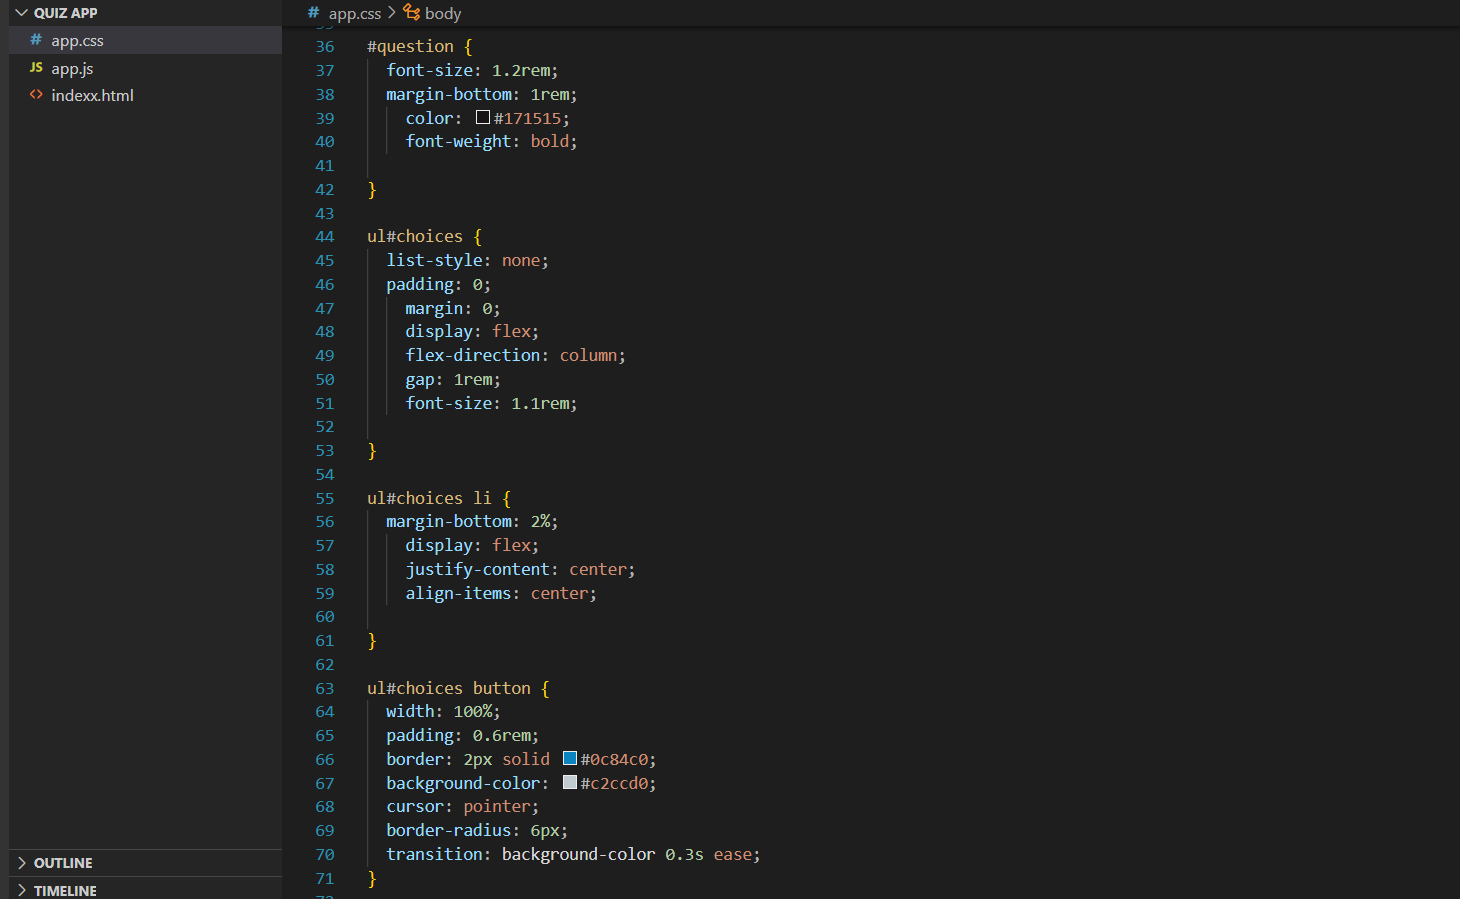 QUIZ APP
# app.css
JS app.js
<> indexx.html
OUTLINE
TIMELINE
# app.css > body
36 #question {
37 font-size: 1.2rem;
38 margin-bottom: 1rem;
39 color: #171515;
40 font-weight: bold;
41
42 }
43
44 ul#choices {
45 list-style: none;
46 padding: 0;
47 margin: 0;
48 display: flex;
49 flex-direction: column;
50 gap: 1rem;
51 font-size: 1.1rem;
52
53 }
54
55 ul#choices li {
56 margin-bottom: 2%;
57 display: flex;
58 justify-content: center;
59 align-items: center;
60
61 }
62
63 ul#choices button {
64 width: 100%;
65 padding: 0.6rem;
66 border: 2px solid #0c84c0;
67 background-color: #c2ccd0;
68 cursor: pointer;
69 border-radius: 6px;
70 transition: background-color 0.3s ease;
71 }